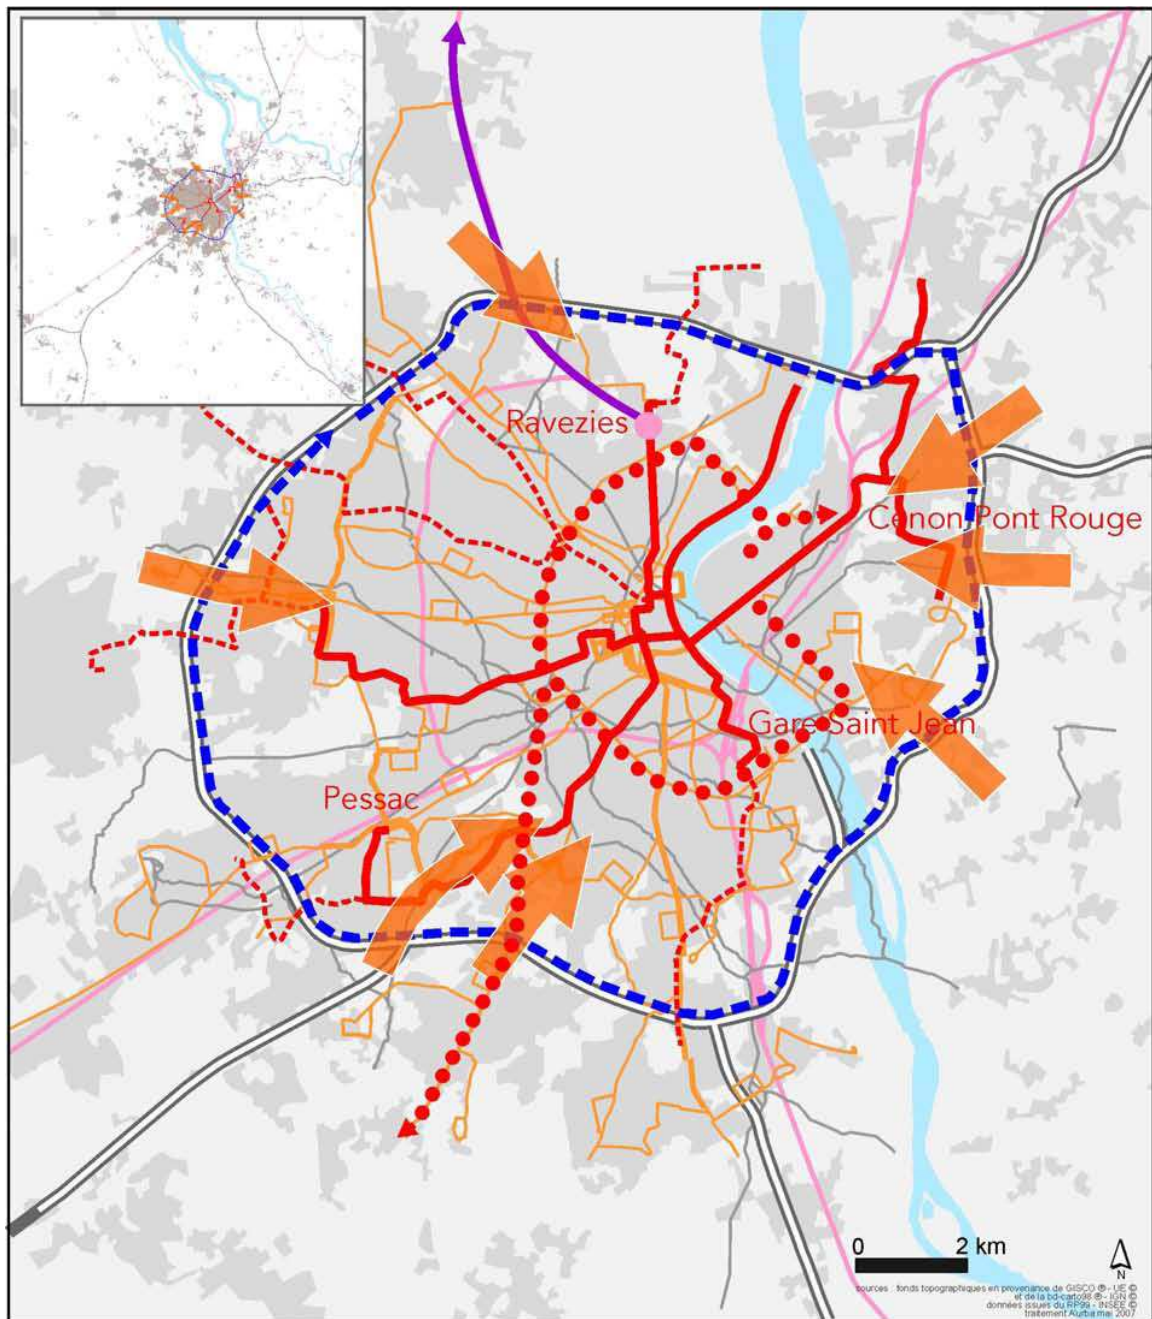 Ravezies
Cenon Pont Rouge
Gare Saint Jean
Pessac
0 2 km
N
sources : fonds topographiques en provenance de GISCO ® - UE ©
et de la bd-carto98 ® - IGN ©
données issues du RP99 - INSEE ©
traitement A'urba mai 2007